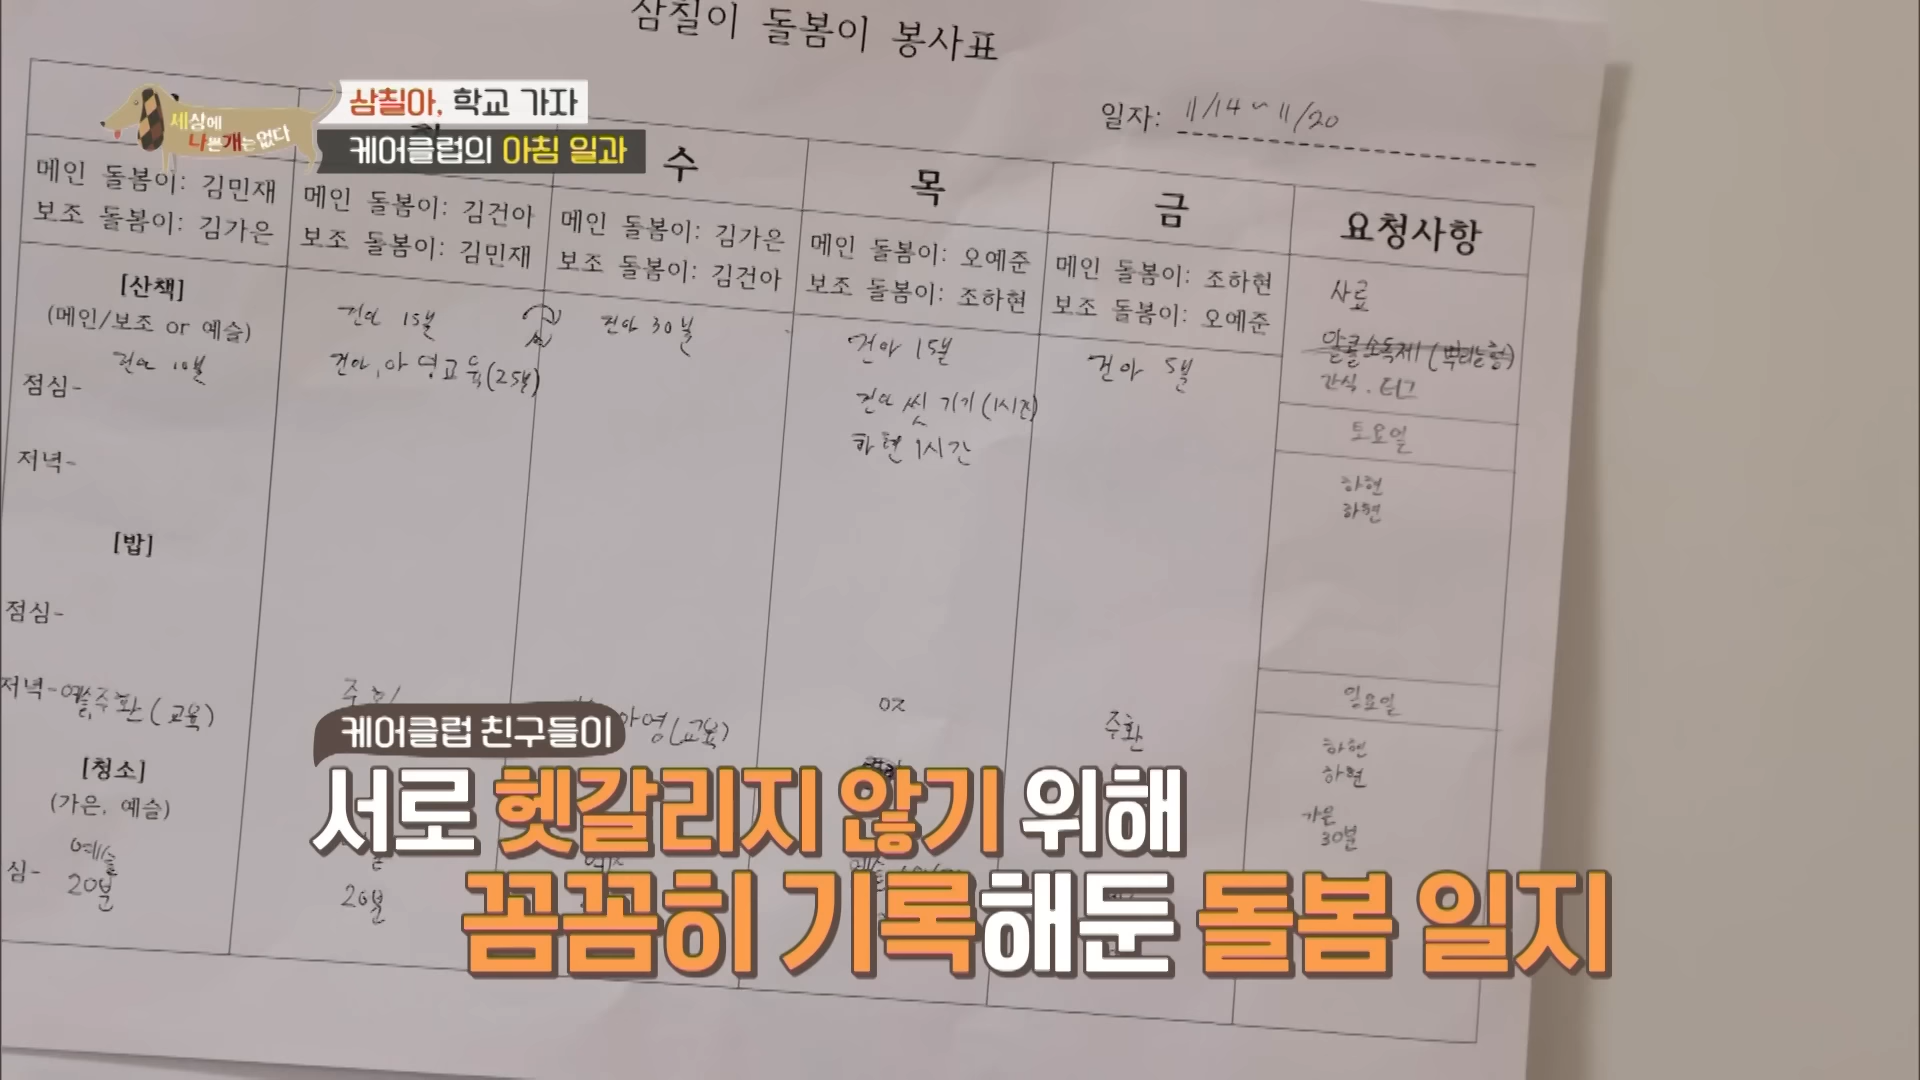 삼칠이 돌봄이 봉사표
일자: 11/14 ~ 11/20
세상에
나쁜개는없다
삼칠아, 학교 가자
케어클럽의 아침 일과
수
목
금
요청사항
메인 돌봄이: 김민재
보조 돌봄이: 김가은
메인 돌봄이: 김건아
보조 돌봄이: 김민재
메인 돌봄이: 김가은
보조 돌봄이: 김건아
메인 돌봄이: 오예준
보조 돌봄이: 조하현
메인 돌봄이: 조하현
보조 돌봄이: 오예준
[산책]
(메인/보조 or 예슬)
건아 10분
점심-
저녁-
[밥]
점심-
저녁-예슬,주환(교육)
[청소]
(가은, 예슬)
심- 예슬
20분
건아 15분
건아,아영교육(25분)
20분
건아 30분
아영(교육)
건아 15분
건아 씻기기(1시간)
하현 1시간
건아 5분
주환
사료
알콜소독제(뿌리는형)
간식.
토요일
하현
하현
일요일
하현
하현
가은
30분
케어클럽 친구들이
서로 헷갈리지 않기 위해
꼼꼼히 기록해둔 돌봄 일지